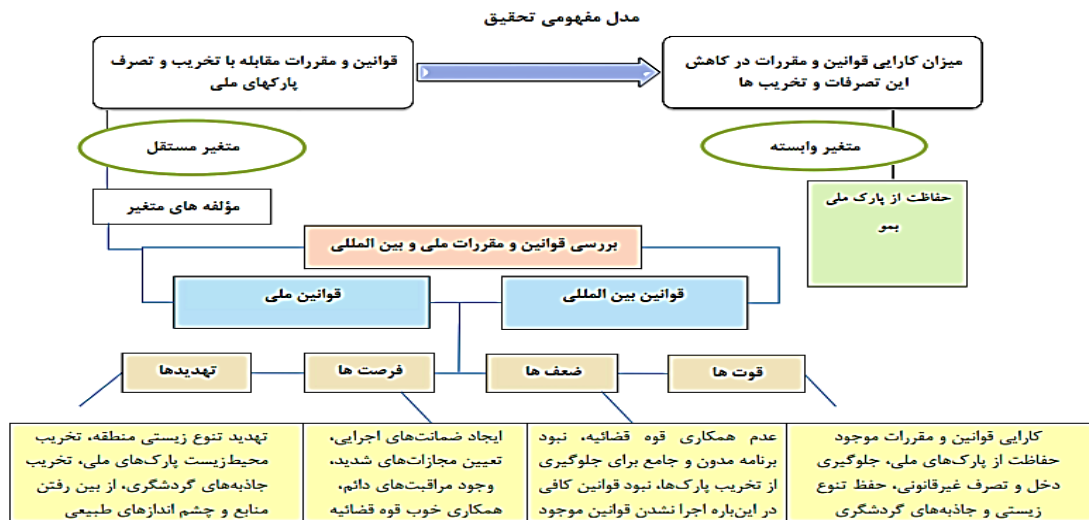 مدل مفهومی تحقیق
میزان کارایی قوانین و مقررات در کاهش
این تصرفات و تخریب ها
قوانین و مقررات مقابله با تخریب و تصرف
پارکهای ملی
متغیر وابسته
متغیر مستقل
حفاظت از پارک ملی
بمو
مؤلفه های متغیر
بررسی قوانین و مقررات ملی و بین المللی
قوانین بین المللی
قوانین ملی
قوت ها
ضعف ها
فرصت ها
تهدیدها
کارایی قوانین و مقررات موجود
حفاظت از پارک‌های ملی، جلوگیری
دخل و تصرف غیرقانونی، حفظ تنوع
زیستی و جاذبه‌های گردشگری
عدم همکاری قوه قضائیه، نبود
برنامه مدون و جامع برای جلوگیری
از تخریب پارک‌ها، نبود قوانین کافی
در این‌باره اجرا نشدن قوانین موجود
ایجاد ضمانت‌های اجرایی،
تعیین مجازات‌های شدید،
وجود مراقبت‌های دائم،
همکاری خوب قوه قضائیه
تهدید تنوع زیستی منطقه، تخریب
محیط‌زیست پارک‌های ملی، تخریب
جاذبه‌های گردشگری، از بین رفتن
منابع و چشم اندازهای طبیعی